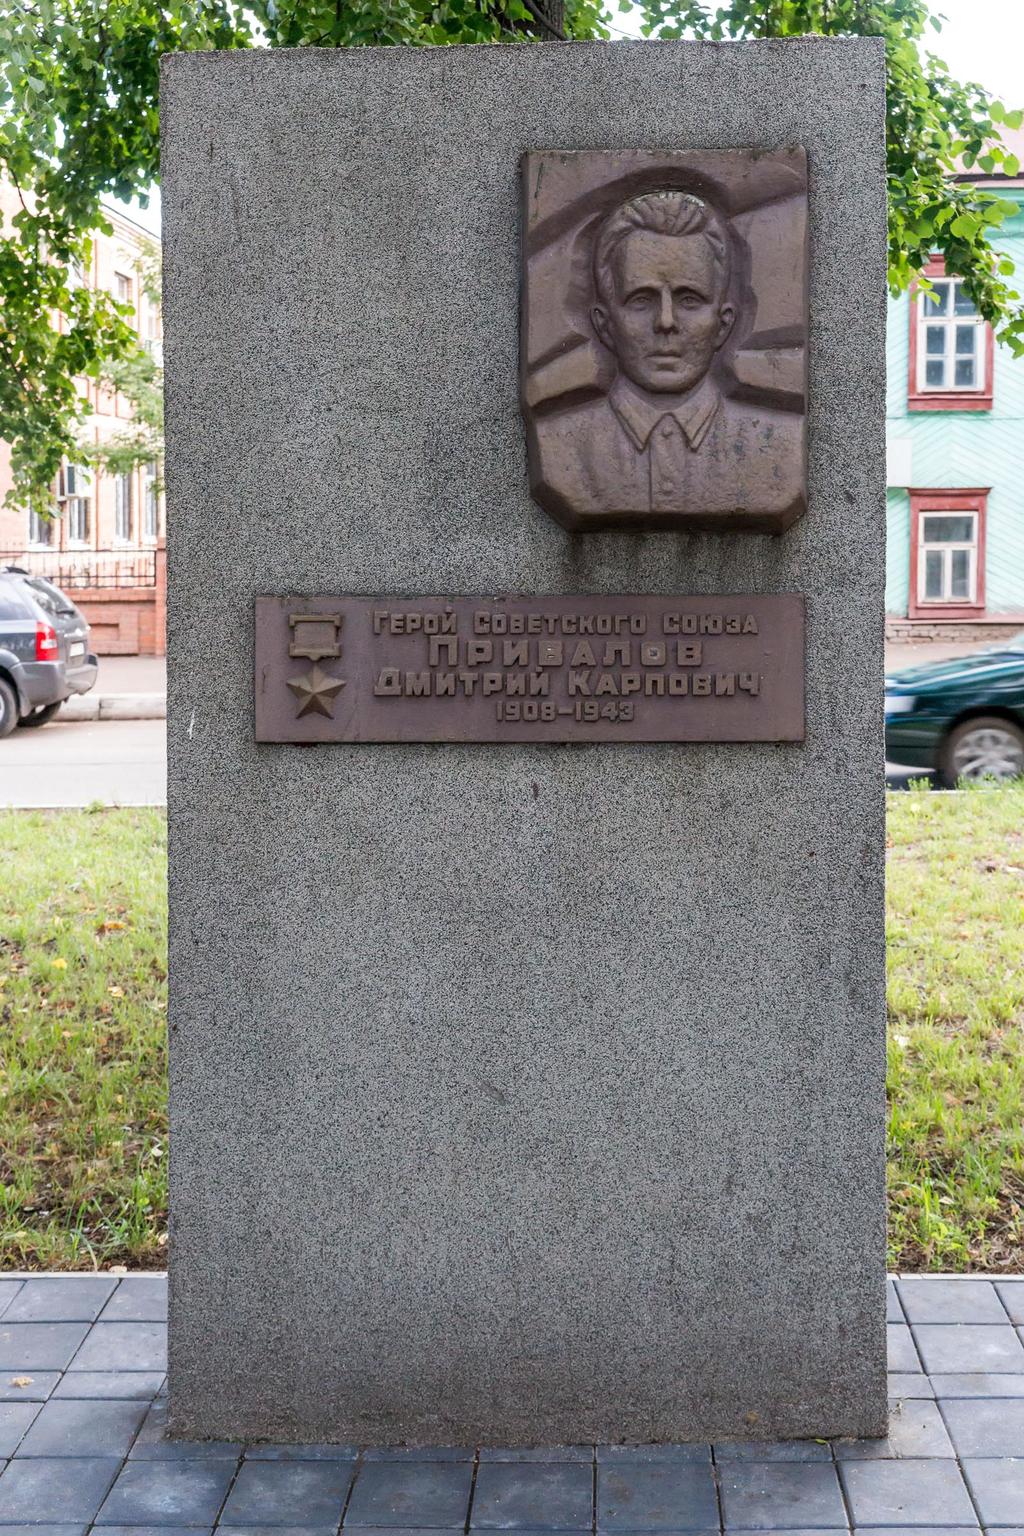 Герой Советского Союза
Привалов
Дмитрий Карпович
1908–1943